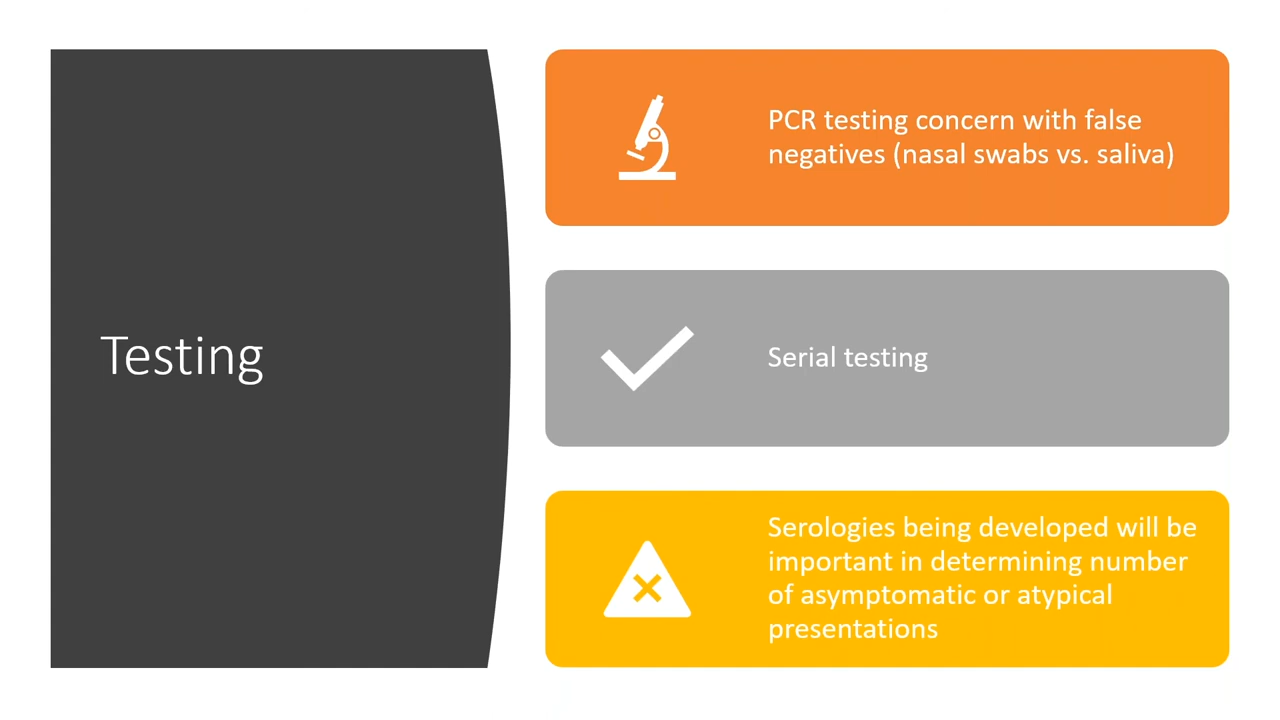 Testing
PCR testing concern with false
negatives (nasal swabs vs. saliva)
Serial testing
Serologies being developed will be
important in determining number
of asymptomatic or atypical
presentations